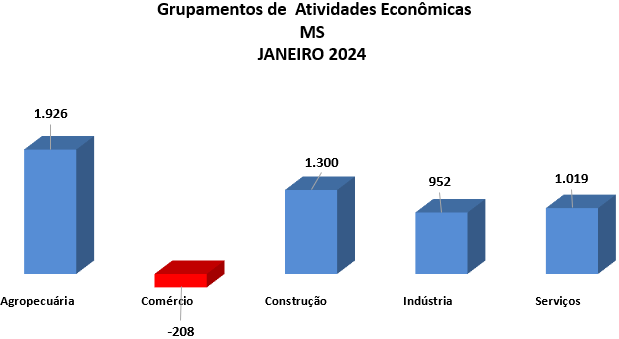 Grupamentos de  Atividades Econômicas
MS
JANEIRO 2024
1.926
1.300
952
1.019
Agropecuária
Comércio
Construção
Indústria
Serviços
-208